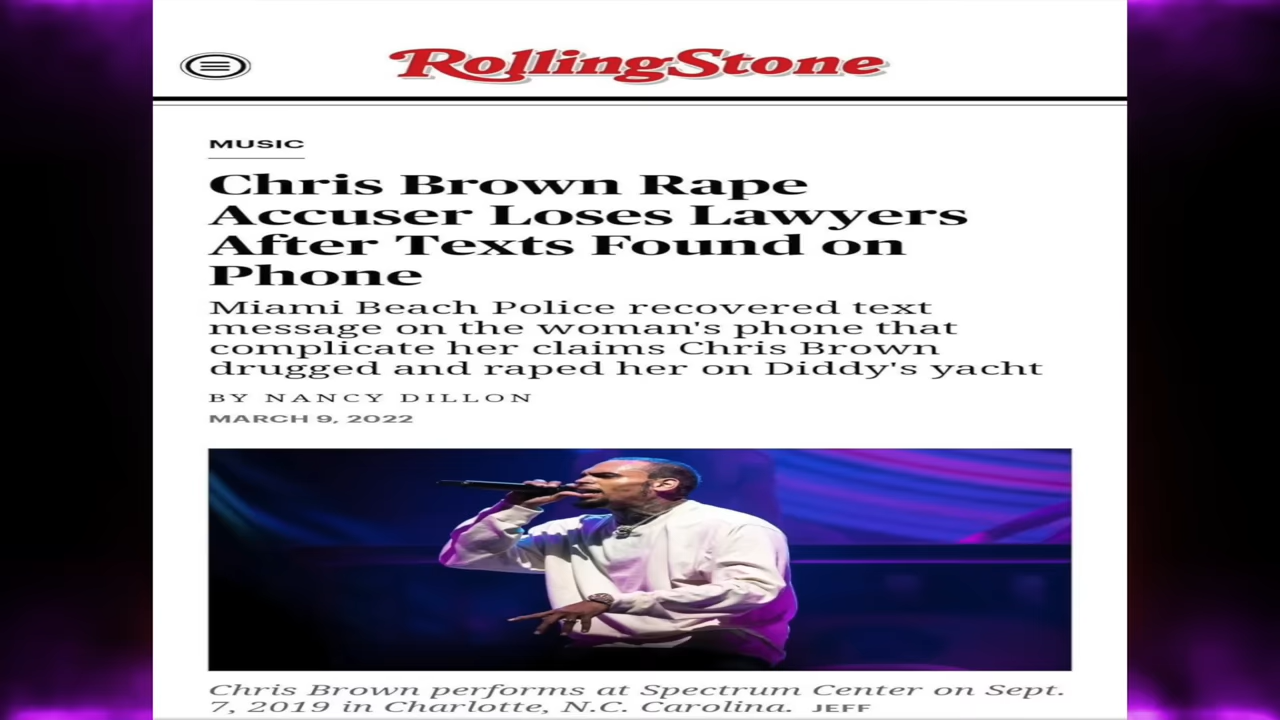 RollingStone
MUSIC
Chris Brown Rape
Accuser Loses Lawyers
After Texts Found on
Phone
Miami Beach Police recovered text
message on the woman's phone that
complicate her claims Chris Brown
drugged and raped her on Diddy's yacht
BY NANCY DILLON
MARCH 9, 2022
Chris Brown performs at Spectrum Center on Sept.
7, 2019 in Charlotte, N.C. Carolina. JEFF